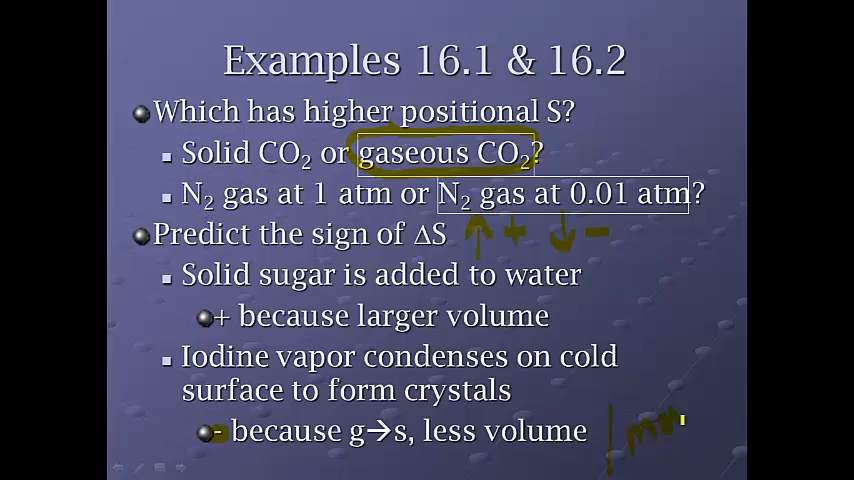 Examples 16.1 & 16.2
Which has higher positional S?
Solid CO₂ or gaseous CO₂?
N₂ gas at 1 atm or N₂ gas at 0.01 atm?
Predict the sign of ΔS ↑ + ↓ −
Solid sugar is added to water
+ because larger volume
Iodine vapor condenses on cold
surface to form crystals
- because g→s, less volume